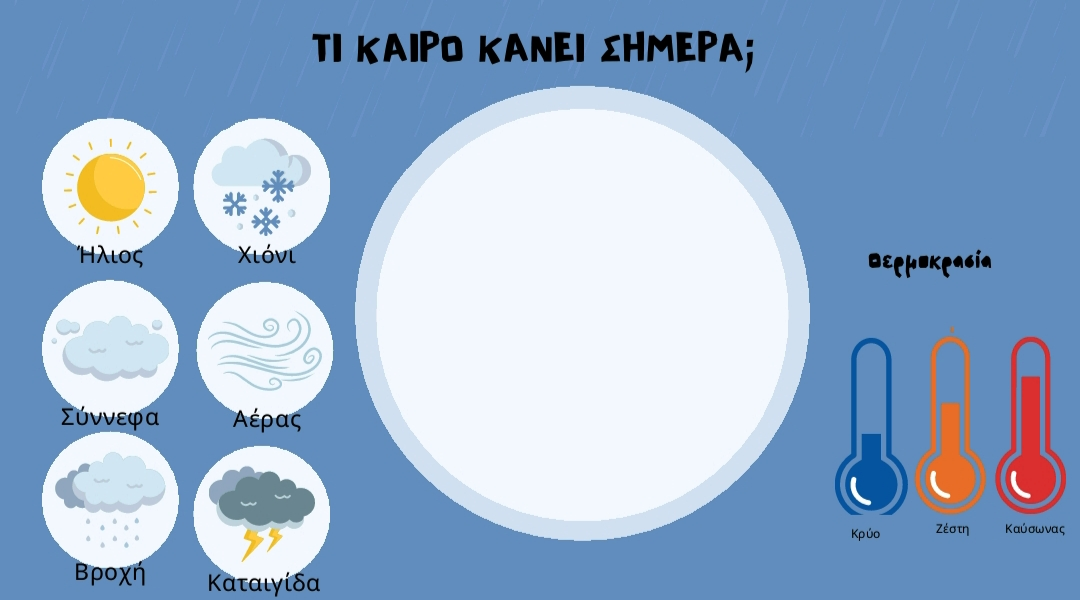 ΤΙ ΚΑΙΡΟ ΚΑΝΕΙ ΣΗΜΕΡΑ;
Ήλιος
Χιόνι
Σύννεφα
Αέρας
Βροχή
Καταιγίδα
Θερμοκρασία
Κρύο
Ζέστη
Καύσωνας